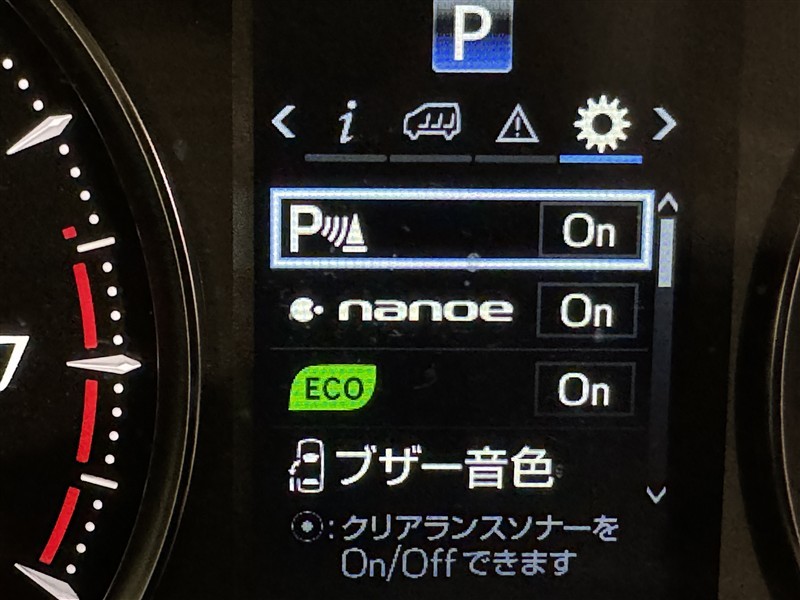 P
i
P On
nanoe On
ECO On
ブザー音色
:クリアランスソナーを
On/Offできます